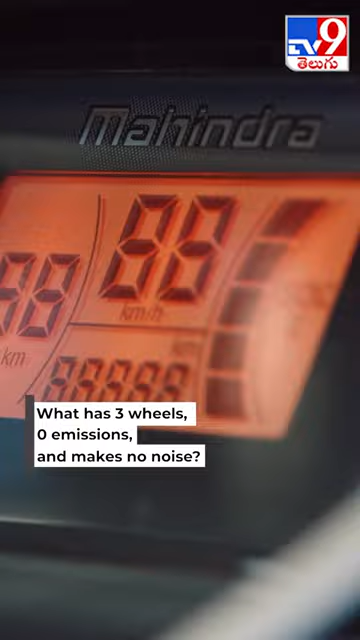 TV9
తెలుగు
Mahindra
88
km/h
88
km
88888
What has 3 wheels,
0 emissions,
and makes no noise?